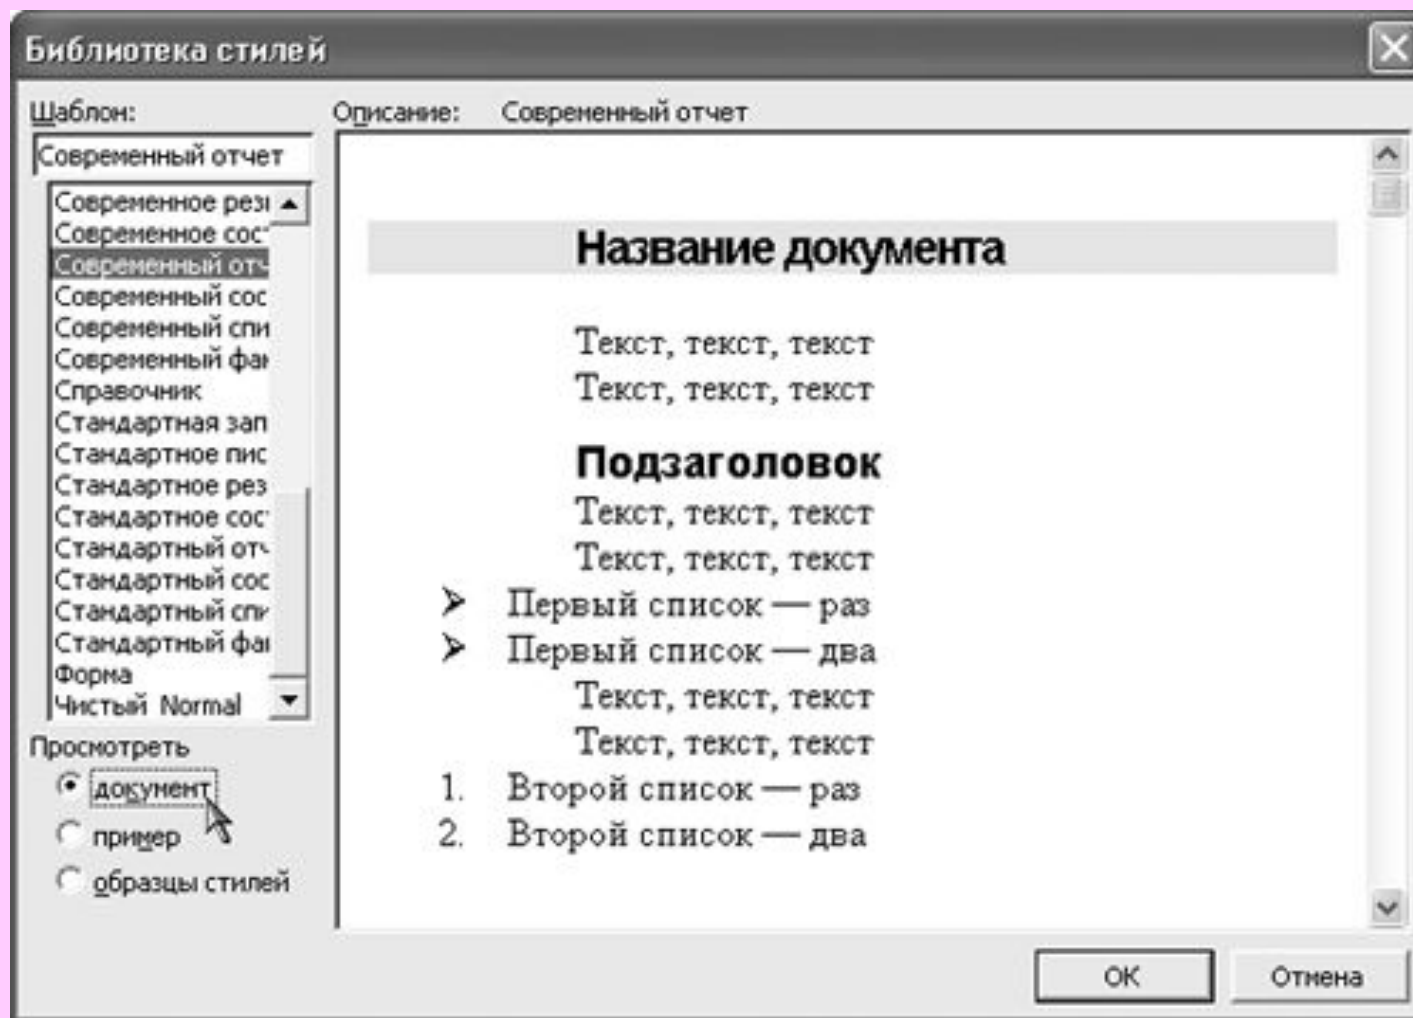 Библиотека стилей
Шаблон:
Современный отчет
Современное рез
Современное сос
Современный отч
Современный сос
Современный спи
Современный фа
Справочник
Стандартная зап
Стандартное пис
Стандартное рез
Стандартное сос
Стандартный отч
Стандартный сос
Стандартный спи
Стандартный фа
Форма
Чистый Normal
Просмотреть
документ
пример
образцы стилей
Описание: Современный отчет
Название документа
Текст, текст, текст
Текст, текст, текст
Подзаголовок
Текст, текст, текст
Текст, текст, текст
➢ Первый список — раз
➢ Первый список — два
Текст, текст, текст
Текст, текст, текст
1. Второй список — раз
2. Второй список — два
ОК Отмена